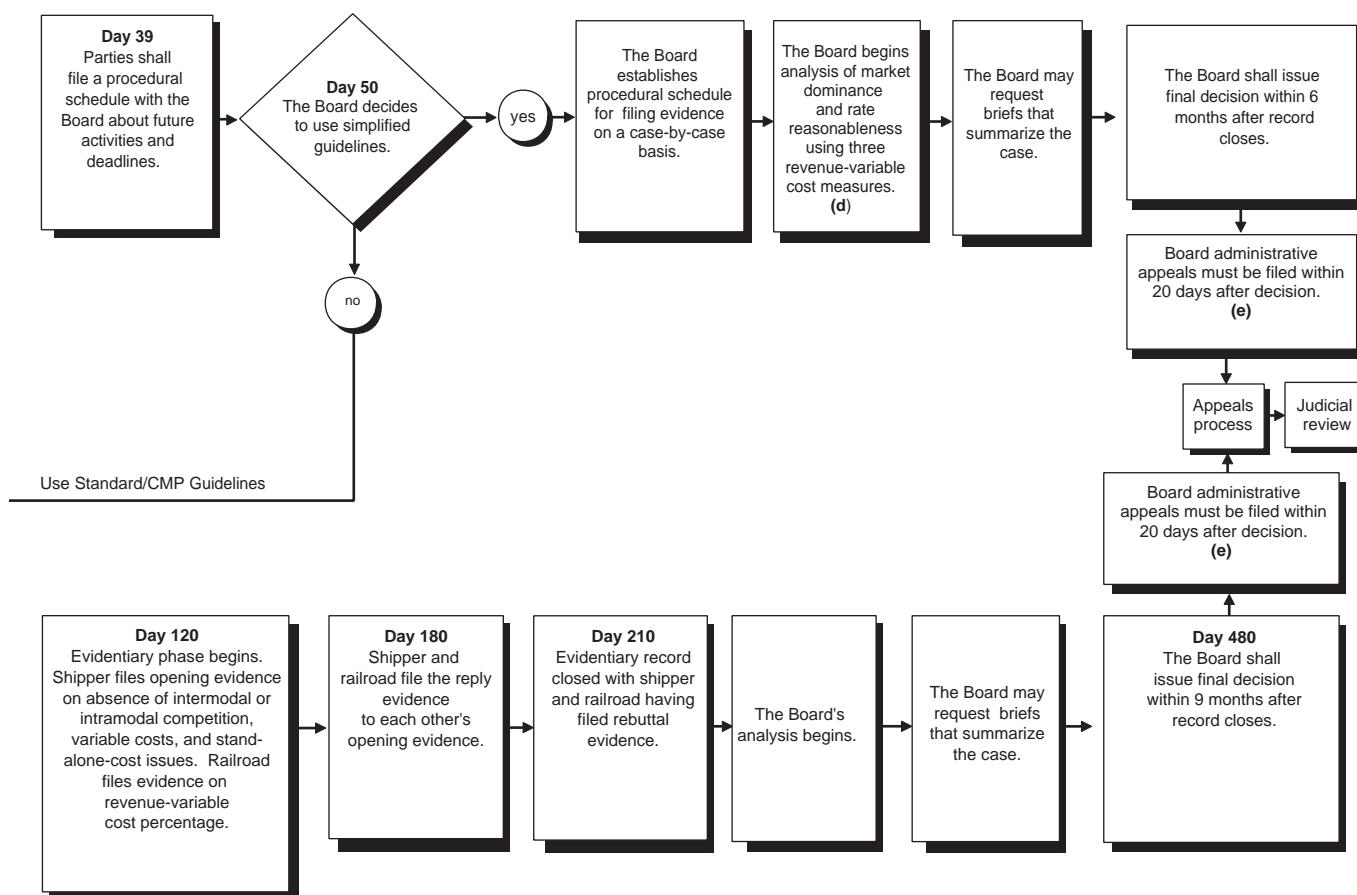 Day 39
Parties shall
file a procedural
schedule with the
Board about future
activities and
deadlines.
Day 50
The Board decides
to use simplified
guidelines.
yes
The Board
establishes
procedural schedule
for filing evidence
on a case-by-case
basis.
The Board begins
analysis of market
dominance
and rate
reasonableness
using three
revenue-variable
cost measures.
(d)
The Board may
request
briefs that
summarize the
case.
The Board shall issue
final decision within 6
months after record
closes.
no
Board administrative
appeals must be filed within
20 days after decision.
(e)
Appeals
process
Judicial
review
Use Standard/CMP Guidelines
Board administrative
appeals must be filed within
20 days after decision.
(e)
Day 120
Evidentiary phase begins.
Shipper files opening evidence
on absence of intermodal or
intramodal competition,
variable costs, and stand-
alone-cost issues. Railroad
files evidence on
revenue-variable
cost percentage.
Day 180
Shipper and
railroad file the reply
evidence
to each other's
opening evidence.
Day 210
Evidentiary record
closed with shipper
and railroad having
filed rebuttal
evidence.
The Board's
analysis begins.
The Board may
request briefs
that summarize
the case.
Day 480
The Board shall
issue final decision
within 9 months after
record closes.